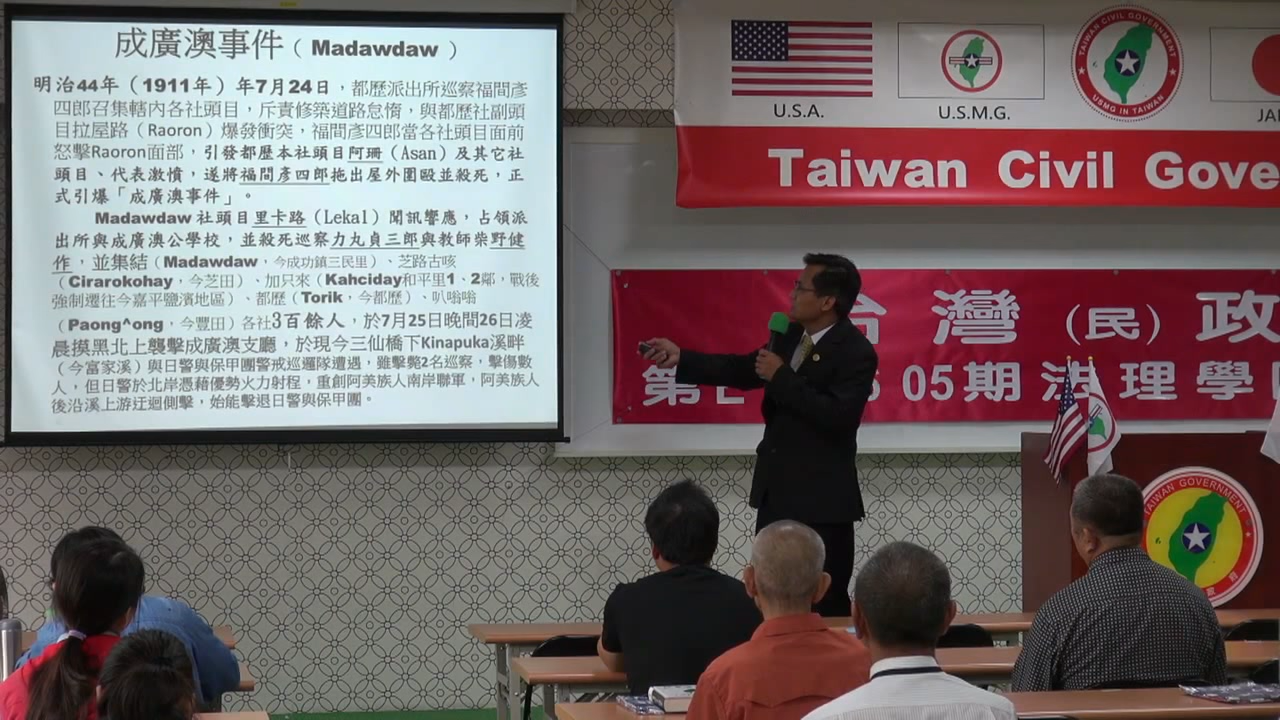 成廣澳事件（ Madawdaw ）
明治44年（1911年）年7月24日，都歷派出所巡察福間彥
四郎召集轄內各社頭目，斥責修築道路怠惰，與都歷社副頭
目拉屋路（Raoron）爆發衝突，福間彥四郎當各社頭目面前
怒擊Raoron面部，引發都歷本社頭目阿珊（Asan）及其它社
頭目、代表激憤，遂將福間彥四郎拖出屋外圍毆並殺死，正
式引爆「成廣澳事件」。
Madawdaw 社頭目里卡路（Lekal）聞訊響應，占領派
出所與成廣澳公學校，並殺死巡察力丸貞三郎與教師柴野健
作，並集結（Madawdaw，今成功鎮三民里）、芝路古咳
（Cirarokohay，今芝田）、加只來（Kahciday和平里1、2鄰，戰後
強制遷往今嘉平鹽濱地區）、都歷（Torik，今都歷）、叭嗡嗡
（Paong^ong，今豐田）各社3百餘人，於7月25日晚間26日凌
晨摸黑北上襲擊成廣澳支廳，於現今三仙橋下Kinapuka溪畔
（今富家溪）與日警與保甲團警戒巡邏隊遭遇，雖擊斃2名巡察，擊傷數
人，但日警於北岸憑藉優勢火力射程，重創阿美族人南岸聯軍，阿美族人
後沿溪上游迂迴側擊，始能擊退日警與保甲團。
U.S.A.
U.S.M.G.
TAIWAN CIVIL GOVERNMENT
USMG IN TAIWAN
Taiwan Civil Gove
台灣（民）政
第
05期法理學
TAIWAN GOVERNMENT